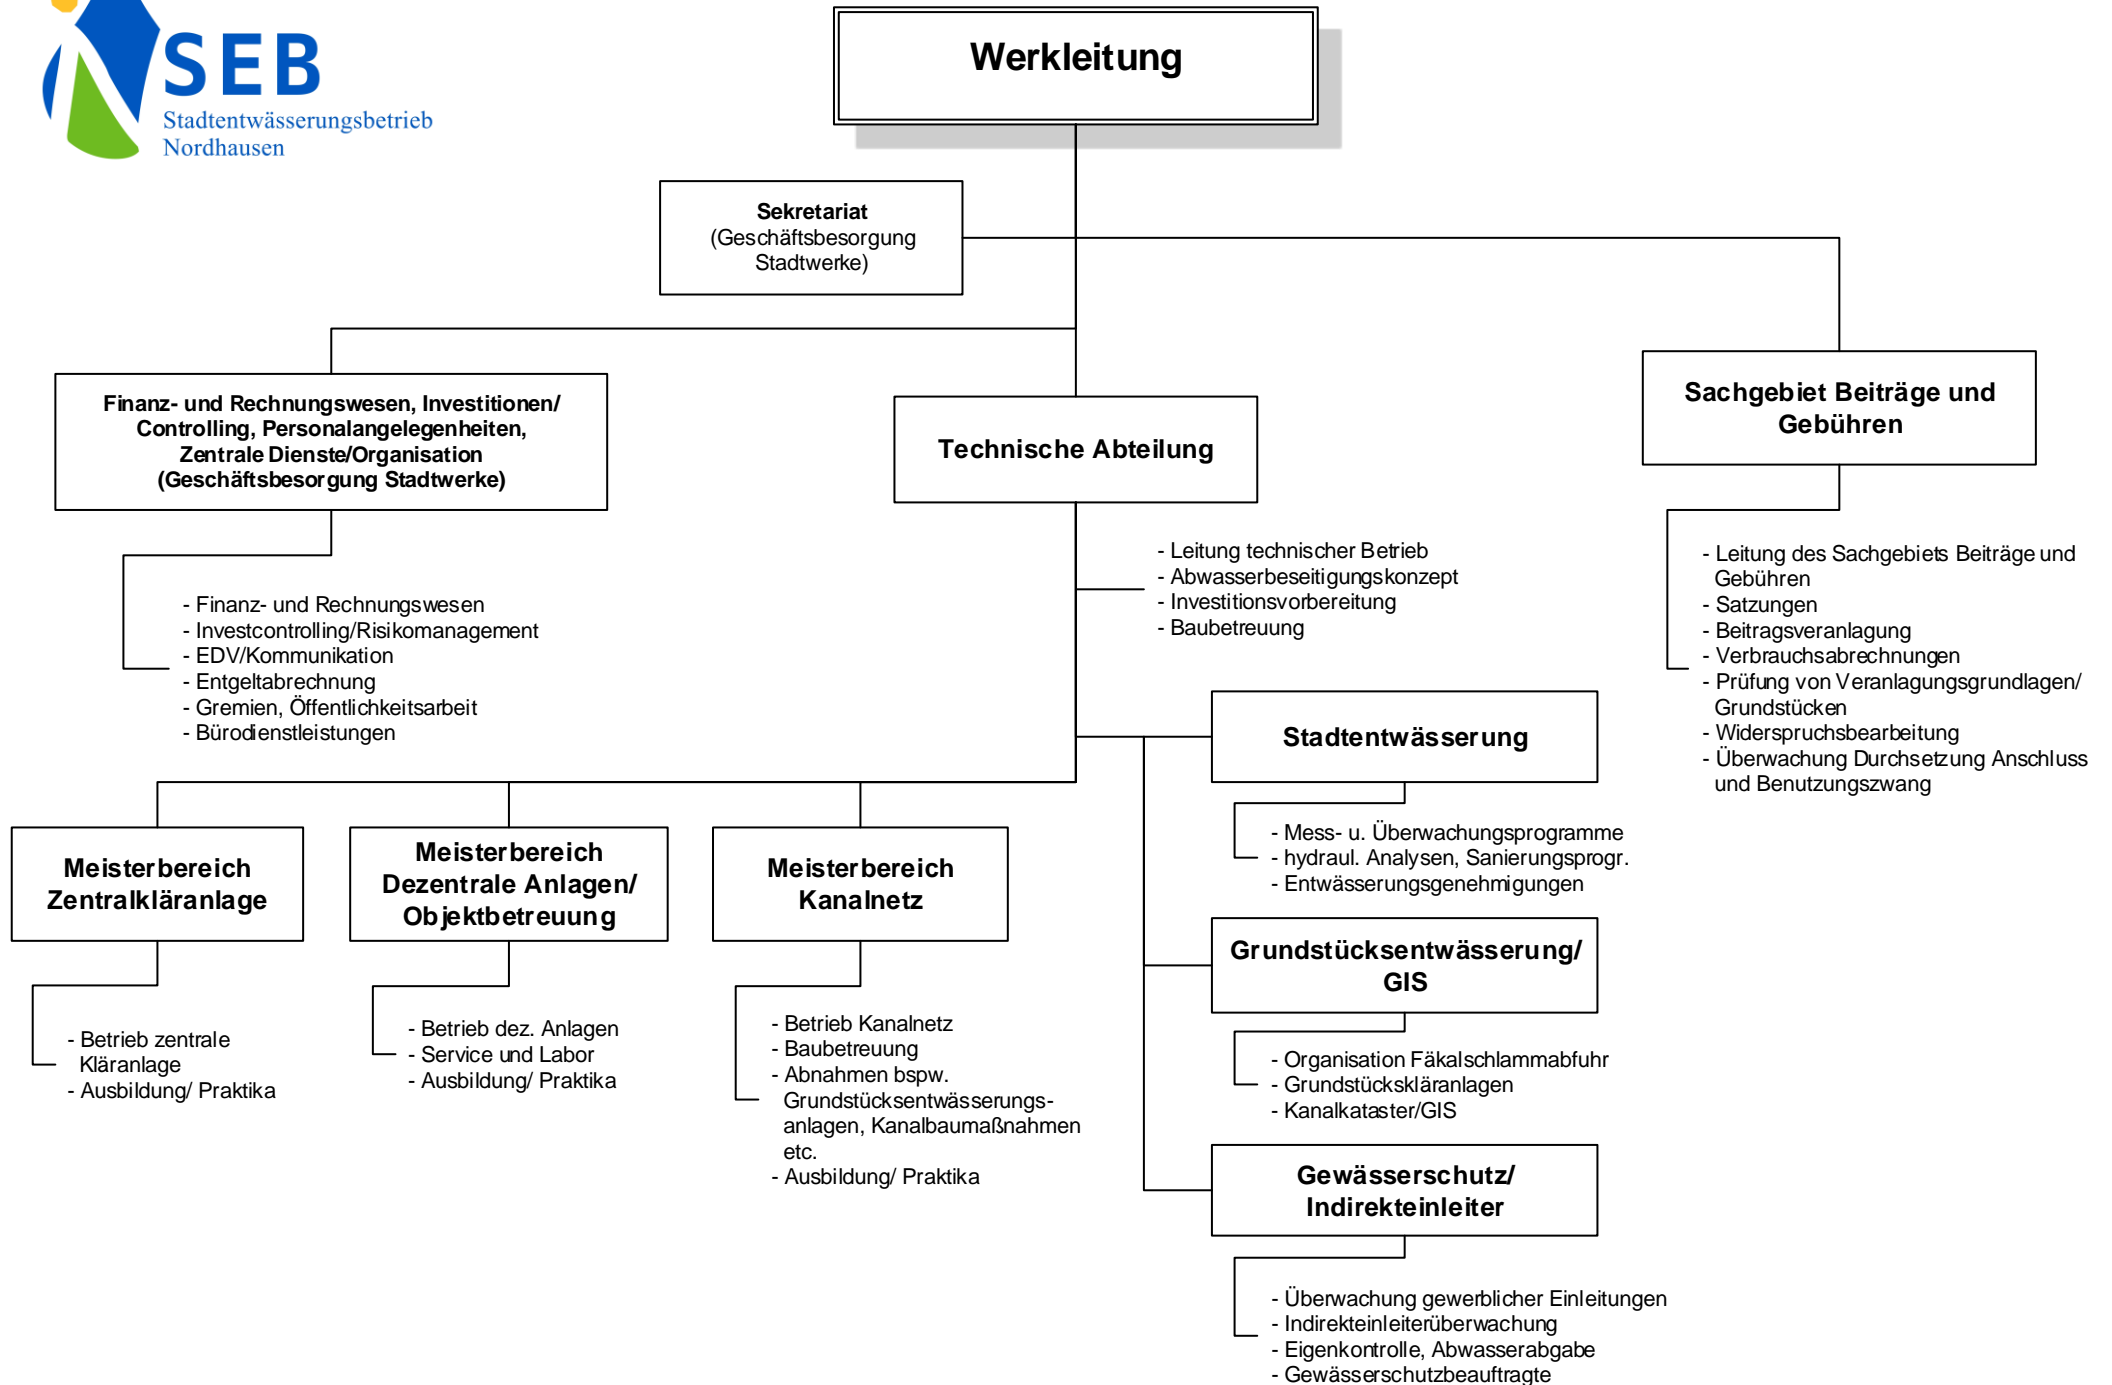 SEB
Stadtentwässerungsbetrieb
Nordhausen
Werkleitung
Sekretariat
(Geschäftsbesorgung
Stadtwerke)
Finanz- und Rechnungswesen, Investitionen/
Controlling, Personalangelegenheiten,
Zentrale Dienste/Organisation
(Geschäftsbesorgung Stadtwerke)
Technische Abteilung
Sachgebiet Beiträge und
Gebühren
- Finanz- und Rechnungswesen
- Investcontrolling/Risikomanagement
- EDV/Kommunikation
- Entgeltabrechnung
- Gremien, Öffentlichkeitsarbeit
- Bürodienstleistungen
- Leitung technischer Betrieb
- Abwasserbeseitigungskonzept
- Investitionsvorbereitung
- Baubetreuung
- Leitung des Sachgebiets Beiträge und
Gebühren
- Satzungen
- Beitragsveranlagung
- Verbrauchsabrechnungen
- Prüfung von Veranlagungsgrundlagen/
Grundstücken
- Widerspruchsbearbeitung
- Überwachung Durchsetzung Anschluss
und Benutzungszwang
Meisterbereich
Zentralkläranlage
- Betrieb zentrale
Kläranlage
- Ausbildung/ Praktika
Meisterbereich
Dezentrale Anlagen/
Objektbetreuung
- Betrieb dez. Anlagen
- Service und Labor
- Ausbildung/ Praktika
Meisterbereich
Kanalnetz
- Betrieb Kanalnetz
- Baubetreuung
- Abnahmen bspw.
Grundstücksentwässerungs-
anlagen, Kanalbaumaßnahmen
etc.
- Ausbildung/ Praktika
Stadtentwässerung
- Mess- u. Überwachungsprogramme
- hydraul. Analysen, Sanierungsprogr.
- Entwässerungsgenehmigungen
Grundstücksentwässerung/
GIS
- Organisation Fäkalschlammabfuhr
- Grundstückskläranlagen
- Kanalkataster/GIS
Gewässerschutz/
Indirekteinleiter
- Überwachung gewerblicher Einleitungen
- Indirekteinleiterüberwachung
- Eigenkontrolle, Abwasserabgabe
- Gewässerschutzbeauftragte